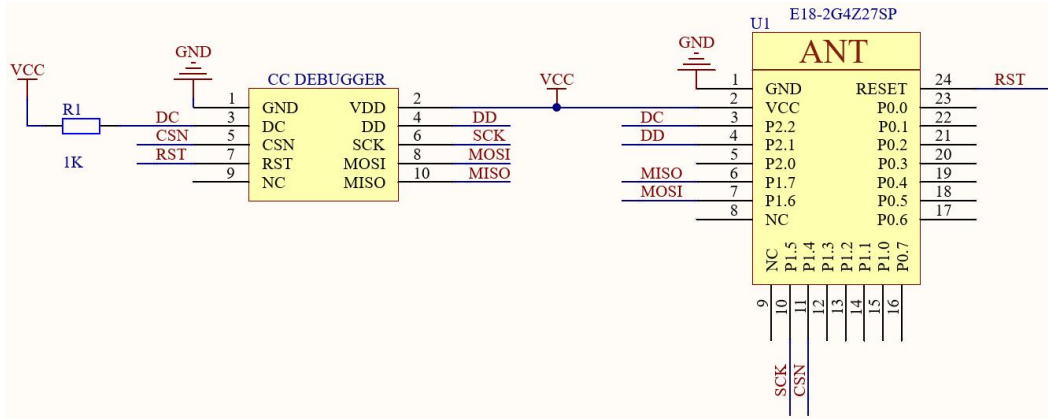 E18-2G4Z27SP
U1
ANT
GND
GND
VCC
CC DEBUGGER
VCC
R1
1K
1 GND VDD 2
DC 3 DC DD 4 DD
CSN 5 CSN SCK 6 SCK
RST 7 RST MOSI 8 MOSI
9 NC MISO 10 MISO
1 GND RESET 24 RST
2 VCC P0.0 23
DC 3 P2.2 P0.1 22
DD 4 P2.1 P0.2 21
5 P2.0 P0.3 20
MISO 6 P1.7 P0.4 19
MOSI 7 P1.6 P0.5 18
8 NC P0.6 17
NC P1.5 P1.4 P1.3 P1.2 P1.1 P1.0 P0.7
9 10 11 12 13 14 15 16
SCK CSN